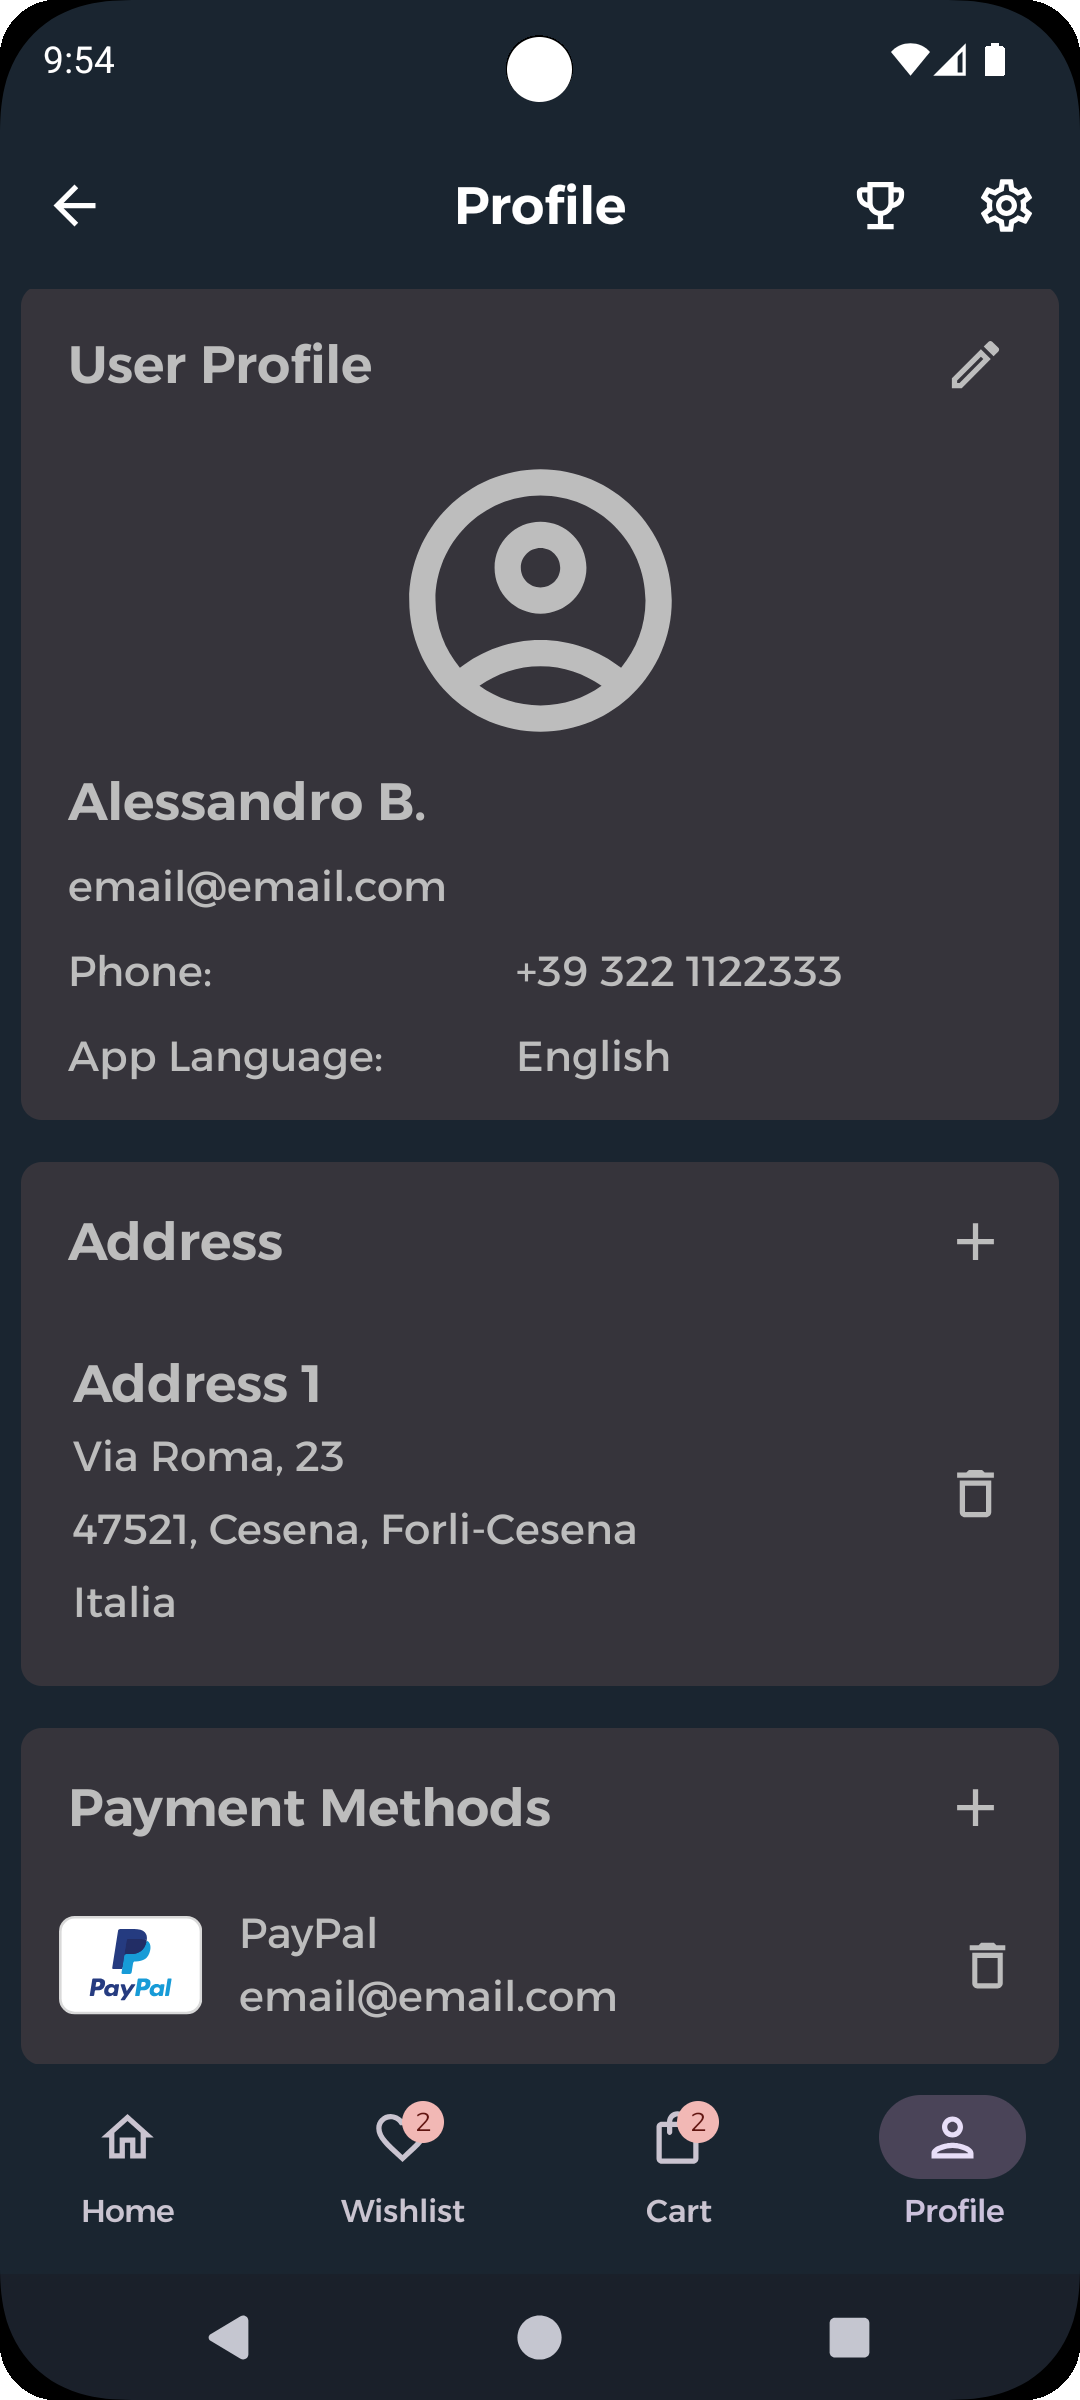 9:54
Profile
User Profile
Alessandro B.
email@email.com
Phone: +39 322 1122333
App Language: English
Address
Address 1
Via Roma, 23
47521, Cesena, Forli-Cesena
Italia
Payment Methods
PayPal
PayPal
email@email.com
2
2
Home
Wishlist
Cart
Profile